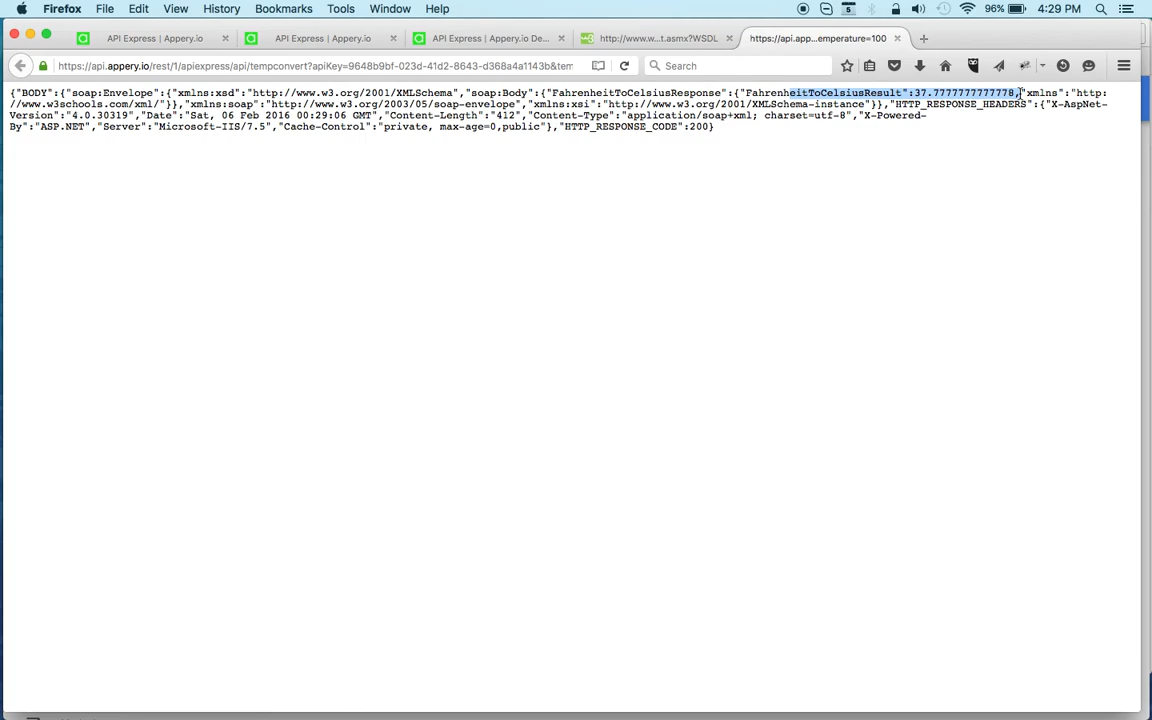 Firefox File Edit View History Bookmarks Tools Window Help 5 96% 4:29 PM
API Express | Appery.io API Express | Appery.io API Express | Appery.io De... http://www.w...t.asmx?WSDL https://api.app...emperature=100
https://api.appery.io/rest/1/apiexpress/api/tempconvert?apiKey=9648b9bf-023d-41d2-8643-d368a4a1143b&tem Search
{"BODY":{"soap:Envelope":{"xmlns:xsd":"http://www.w3.org/2001/XMLSchema","soap:Body":{"FahrenheitToCelsiusResponse":{"FahrenheitToCelsiusResult":37.7777777777778,"xmlns":"http:
//www.w3schools.com/xml/"}},"xmlns:soap":"http://www.w3.org/2003/05/soap-envelope","xmlns:xsi":"http://www.w3.org/2001/XMLSchema-instance"}},"HTTP_RESPONSE_HEADERS":{"X-AspNet-
Version":"4.0.30319","Date":"Sat, 06 Feb 2016 00:29:06 GMT","Content-Length":"412","Content-Type":"application/soap+xml; charset=utf-8","X-Powered-
By":"ASP.NET","Server":"Microsoft-IIS/7.5","Cache-Control":"private, max-age=0,public"},"HTTP_RESPONSE_CODE":200}